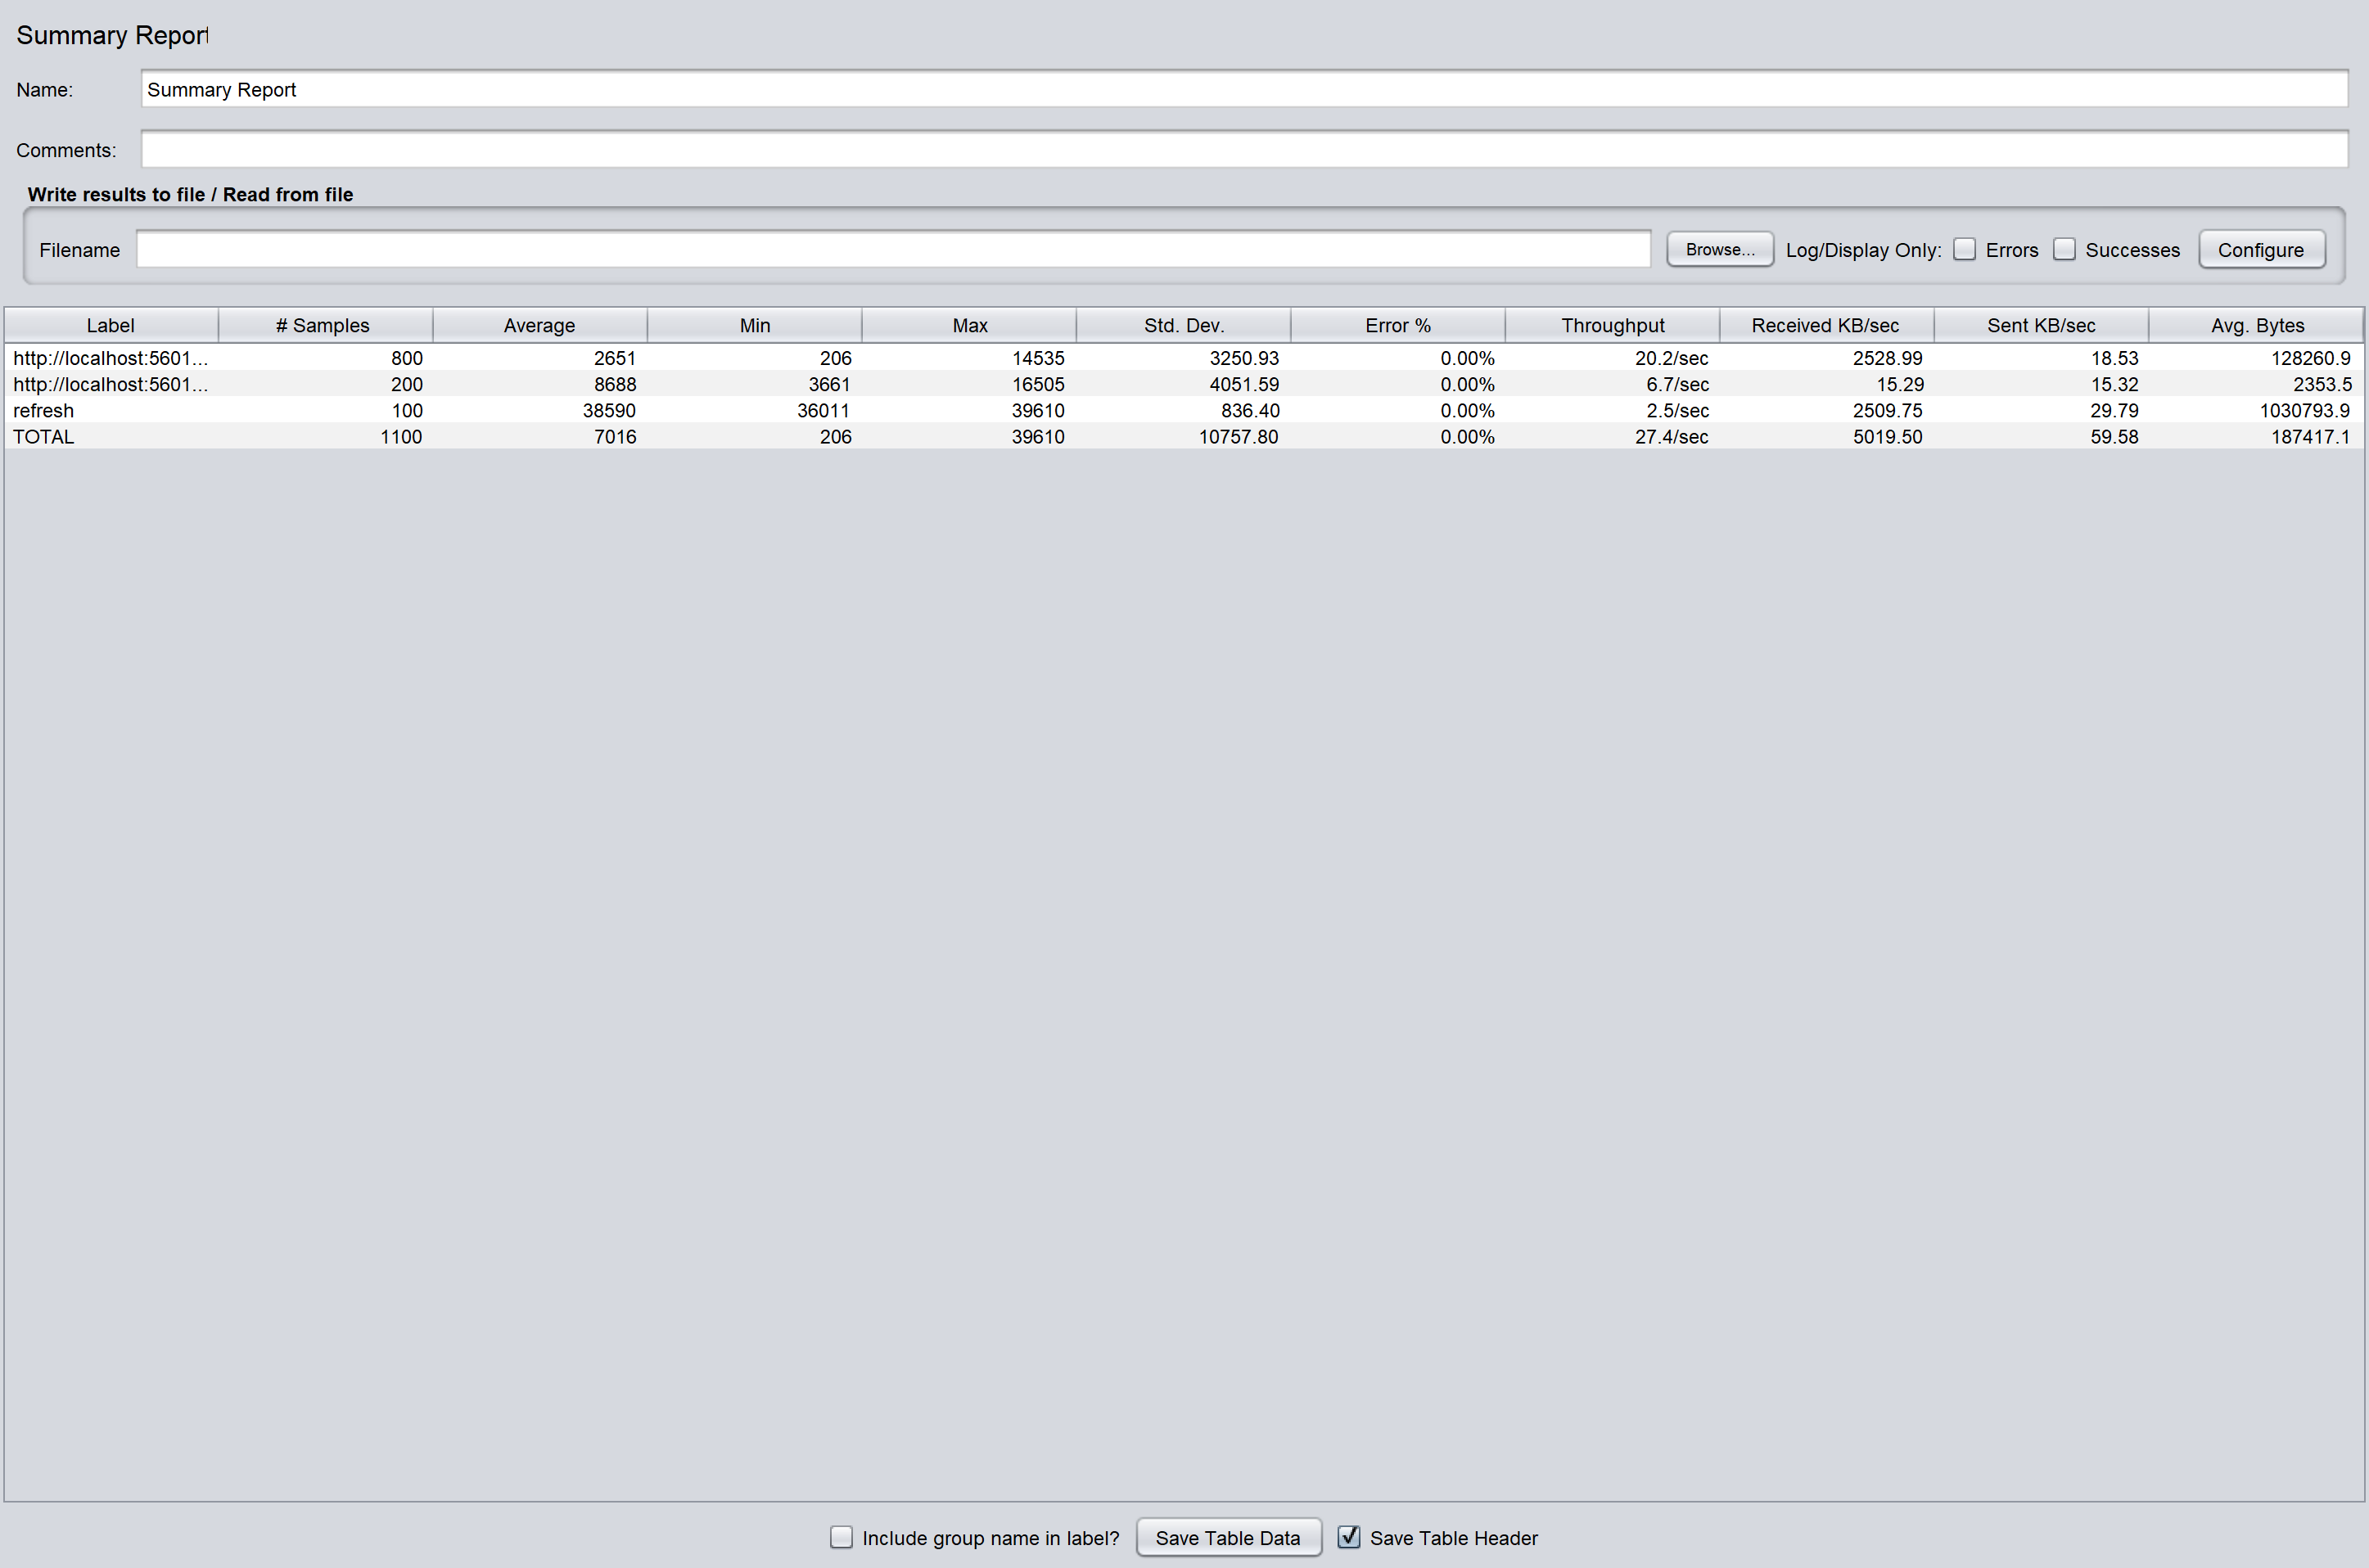 Summary Report
Name: Summary Report
Comments:
Write results to file / Read from file
Filename Browse... Log/Display Only: Errors Successes Configure
Label # Samples Average Min Max Std. Dev. Error % Throughput Received KB/sec Sent KB/sec Avg. Bytes
http://localhost:5601... 800 2651 206 14535 3250.93 0.00% 20.2/sec 2528.99 18.53 128260.9
http://localhost:5601... 200 8688 3661 16505 4051.59 0.00% 6.7/sec 15.29 15.32 2353.5
refresh 100 38590 36011 39610 836.40 0.00% 2.5/sec 2509.75 29.79 1030793.9
TOTAL 1100 7016 206 39610 10757.80 0.00% 27.4/sec 5019.50 59.58 187417.1
Include group name in label? Save Table Data Save Table Header